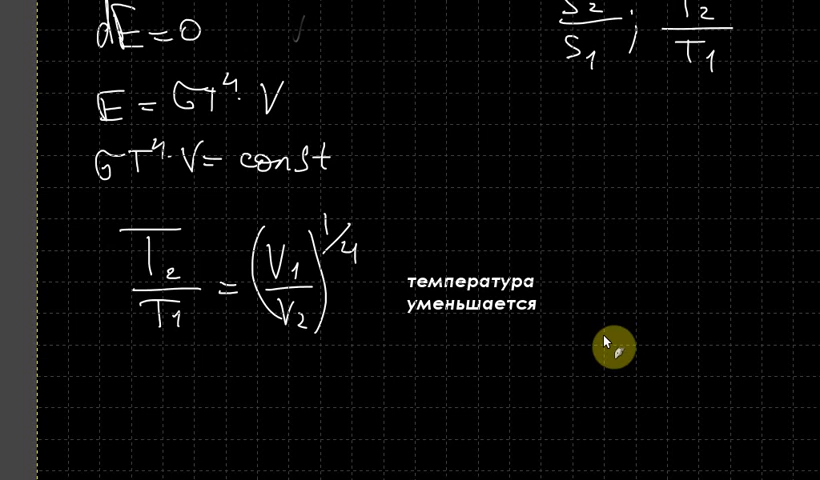 dE = 0
S₂/S₁ ; T₂/T₁
E = σT⁴ · V
σT⁴ · V = const
T₂/T₁ = (V₁/V₂)^1/4
температура
уменьшается